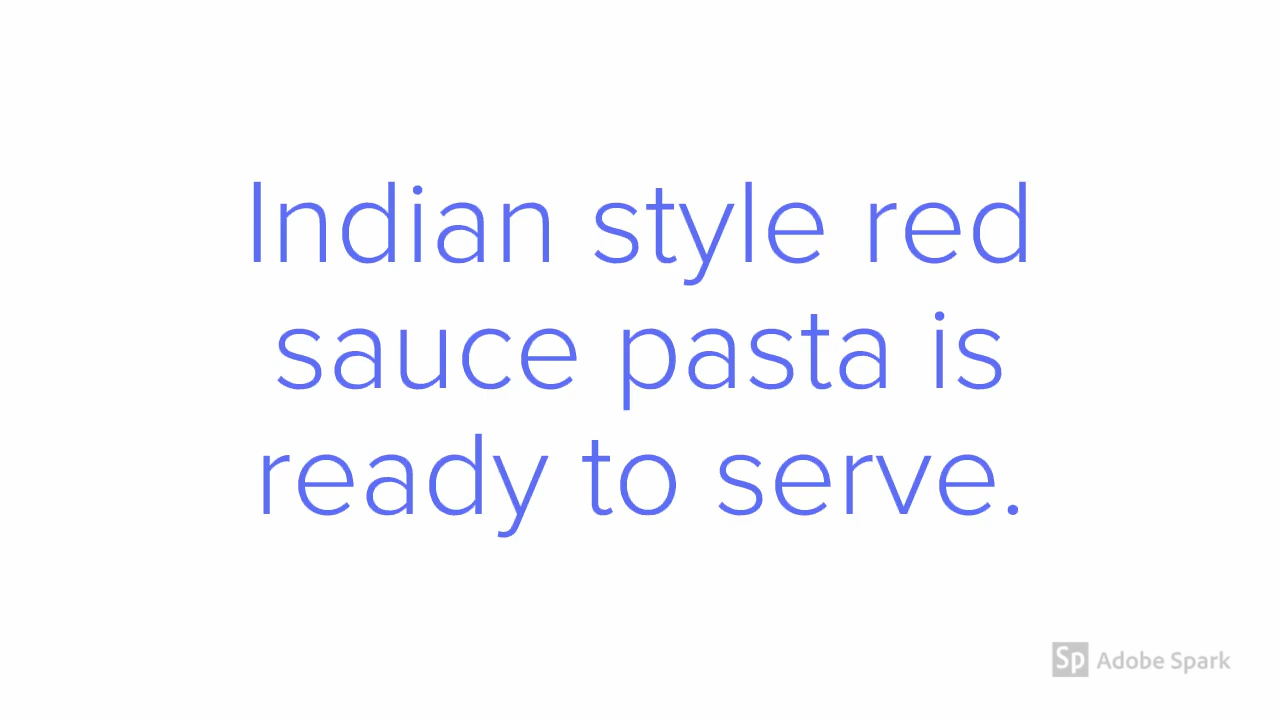 Indian style red
sauce pasta is
ready to serve.
Sp Adobe Spark